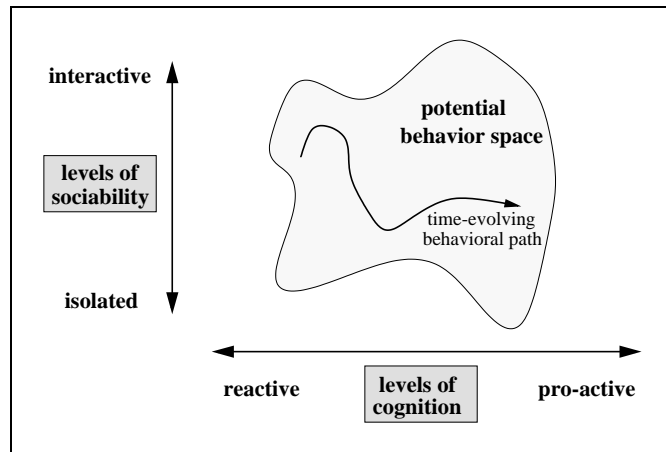 interactive
potential
behavior space
levels of
sociability
time-evolving
behavioral path
isolated
reactive
levels of
cognition
pro-active